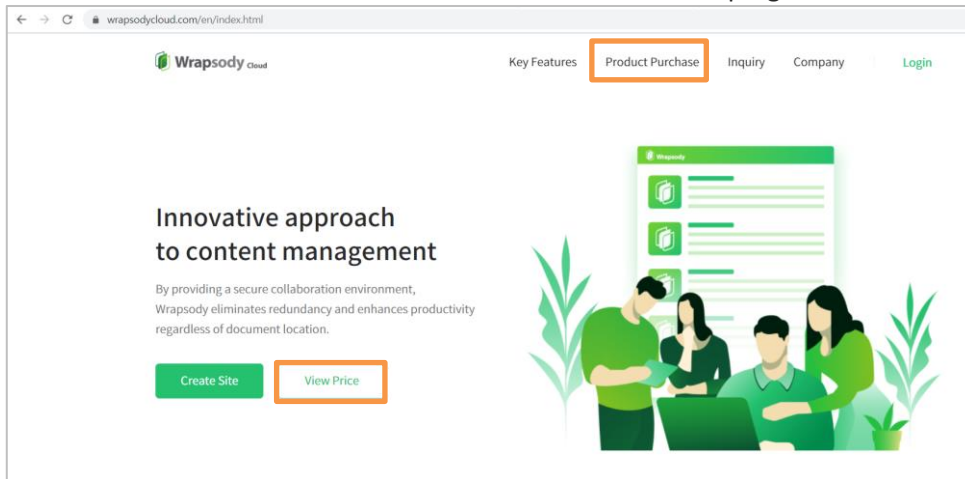 wrapsodycloud.com/en/index.html
Wrapsody Cloud
Key Features Product Purchase Inquiry Company Login
Wrapsody
Innovative approach
to content management
By providing a secure collaboration environment,
Wrapsody eliminates redundancy and enhances productivity
regardless of document location.
Create Site View Price